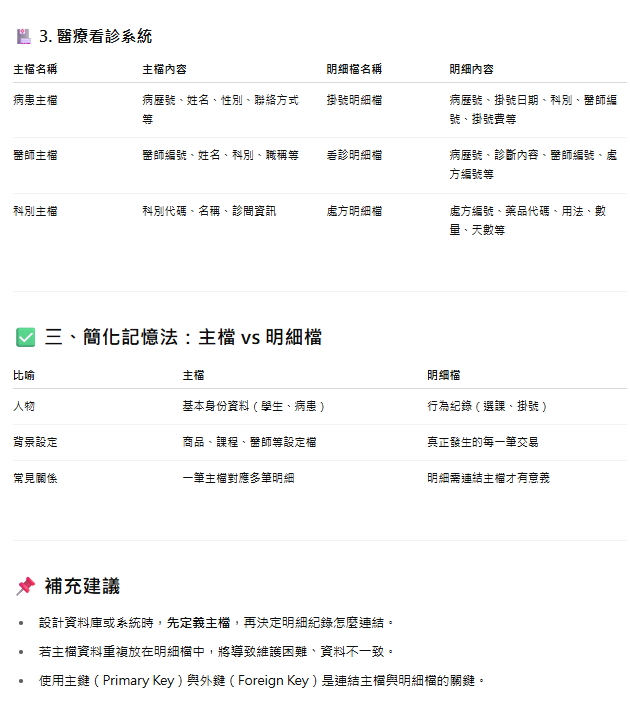 3. 醫療看診系統
主檔名稱 主檔內容 明細檔名稱 明細內容
病患主檔 病歷號、姓名、性別、聯絡方式等 掛號明細檔 病歷號、掛號日期、科別、醫師編號、掛號費等
醫師主檔 醫師編號、姓名、科別、職稱等 看診明細檔 病歷號、診斷內容、醫師編號、處方編號等
科別主檔 科別代碼、名稱、診間資訊 處方明細檔 處方編號、藥品代碼、用法、數量、天數等
三、簡化記憶法：主檔 vs 明細檔
比喻 主檔 明細檔
人物 基本身份資料（學生、病患） 行為紀錄（選課、掛號）
背景設定 商品、課程、醫師等設定檔 真正發生的每一筆交易
常見關係 一筆主檔對應多筆明細 明細需連結主檔才有意義
補充建議
• 設計資料庫或系統時，先定義主檔，再決定明細紀錄怎麼連結。
• 若主檔資料重複放在明細檔中，將導致維護困難、資料不一致。
• 使用主鍵（Primary Key）與外鍵（Foreign Key）是連結主檔與明細檔的關鍵。